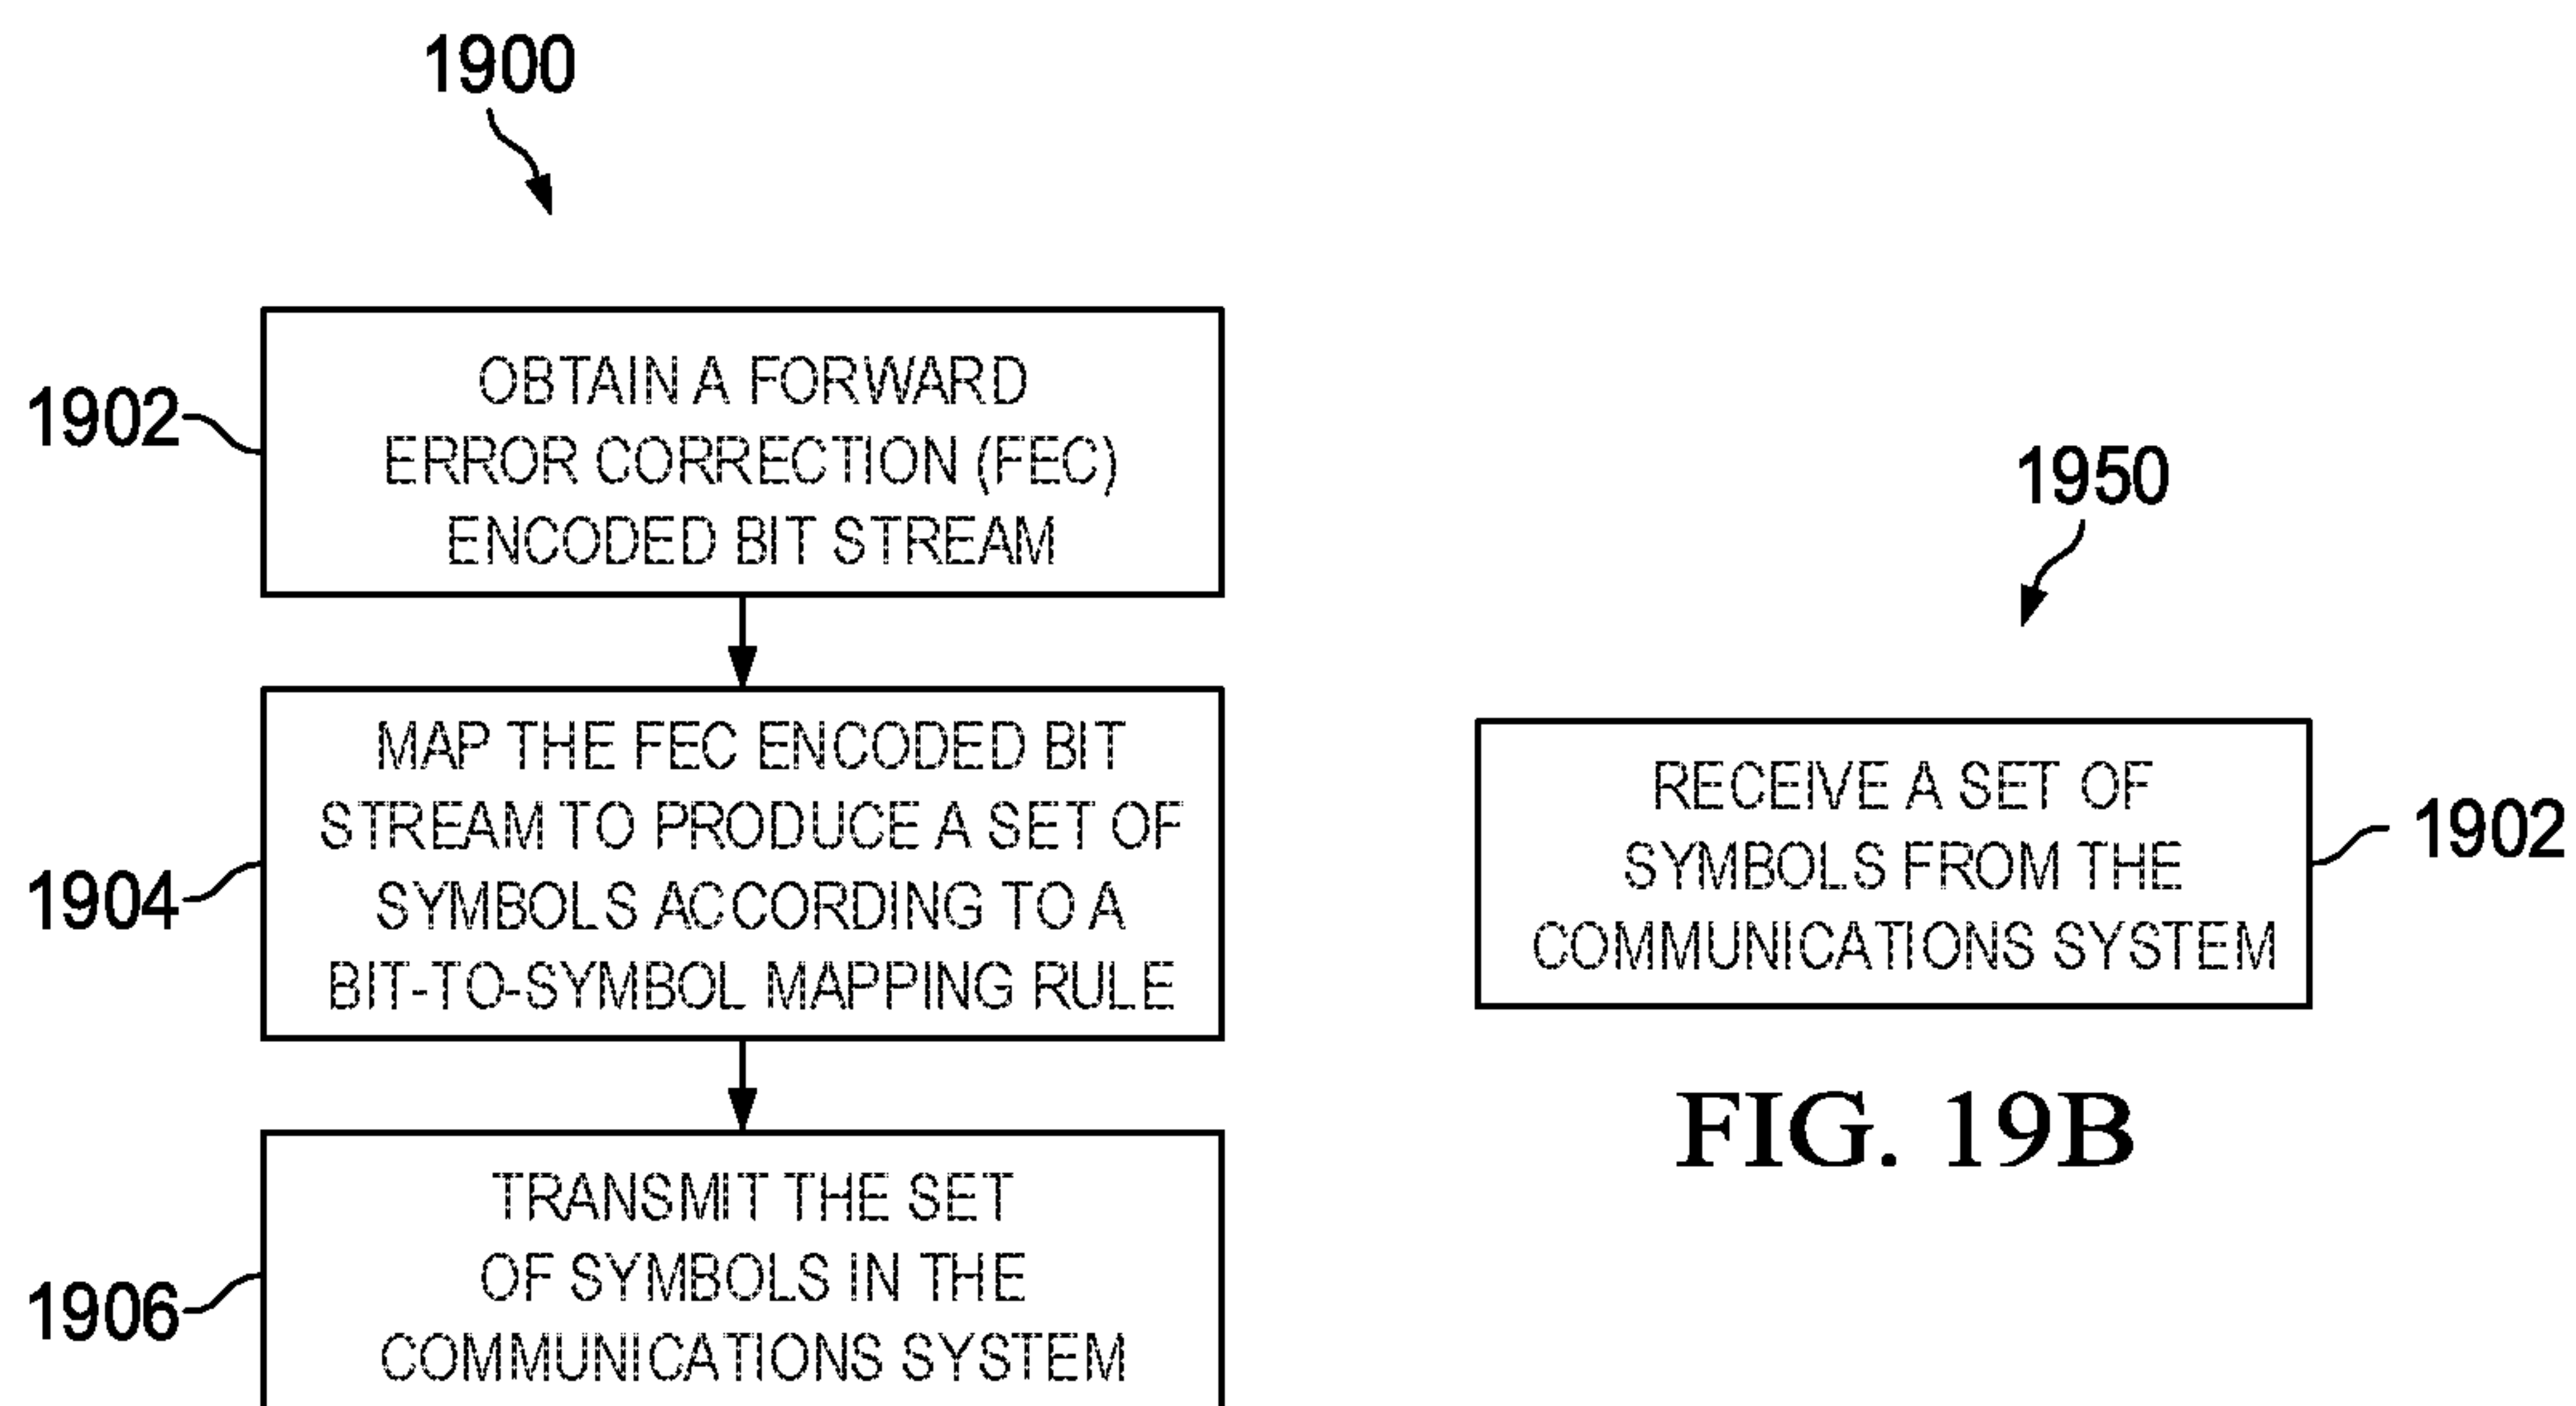 1900
1902
OBTAIN A FORWARD
ERROR CORRECTION (FEC)
ENCODED BIT STREAM
1904
MAP THE FEC ENCODED BIT
STREAM TO PRODUCE A SET OF
SYMBOLS ACCORDING TO A
BIT-TO-SYMBOL MAPPING RULE
1906
TRANSMIT THE SET
OF SYMBOLS IN THE
COMMUNICATIONS SYSTEM
1950
RECEIVE A SET OF
SYMBOLS FROM THE
COMMUNICATIONS SYSTEM
1902
FIG. 19B